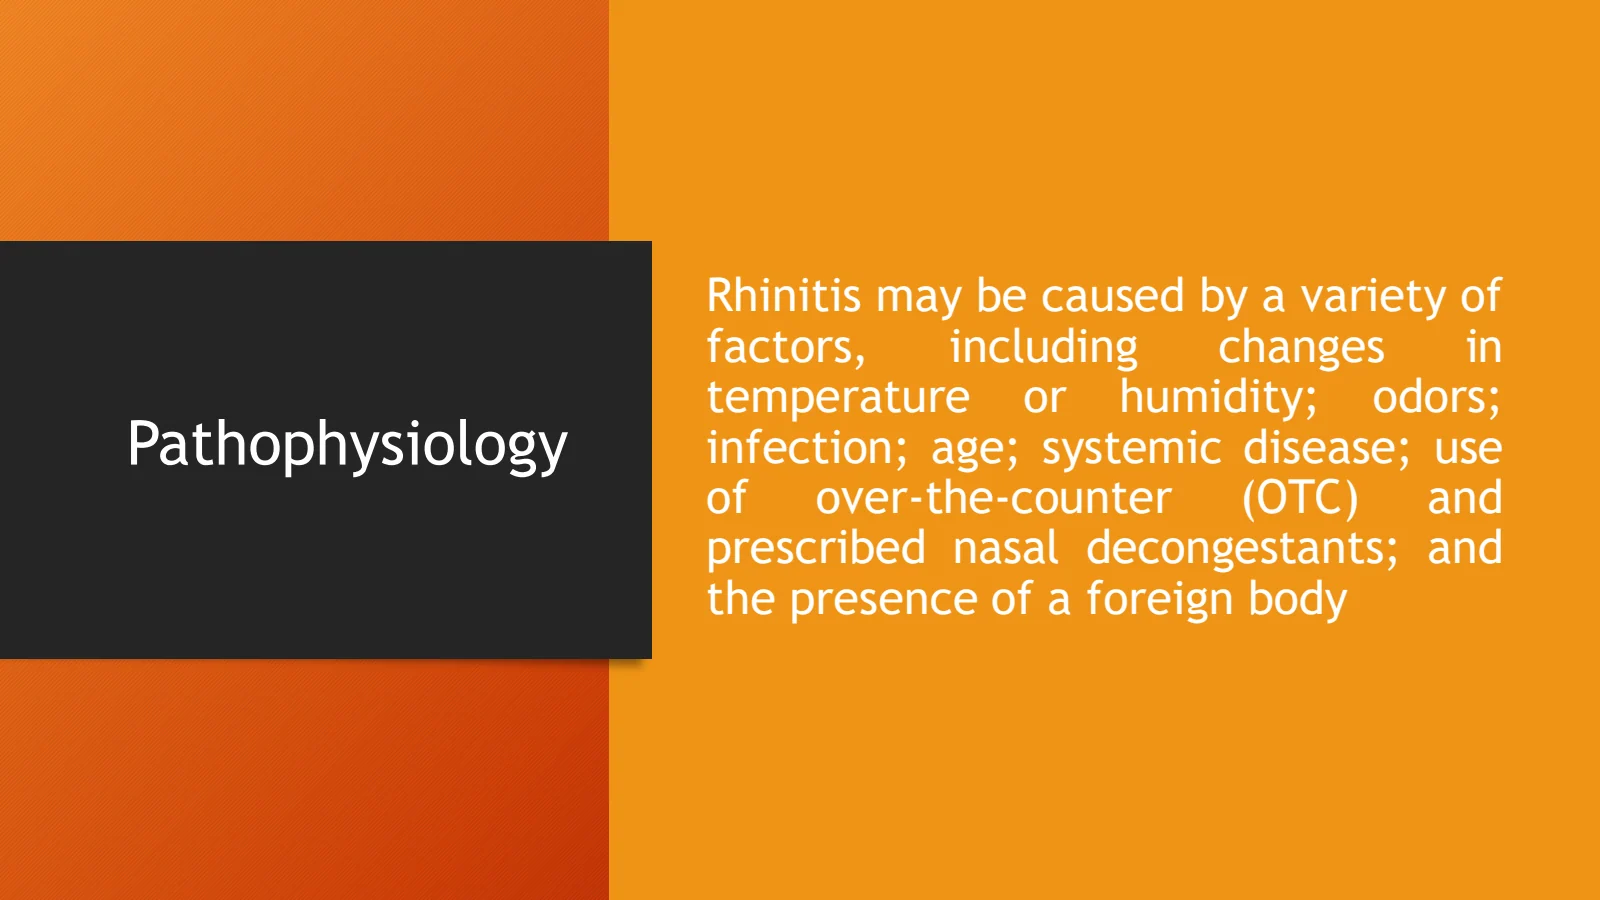 Pathophysiology
Rhinitis may be caused by a variety of
factors, including changes in
temperature or humidity; odors;
infection; age; systemic disease; use
of over-the-counter (OTC) and
prescribed nasal decongestants; and
the presence of a foreign body